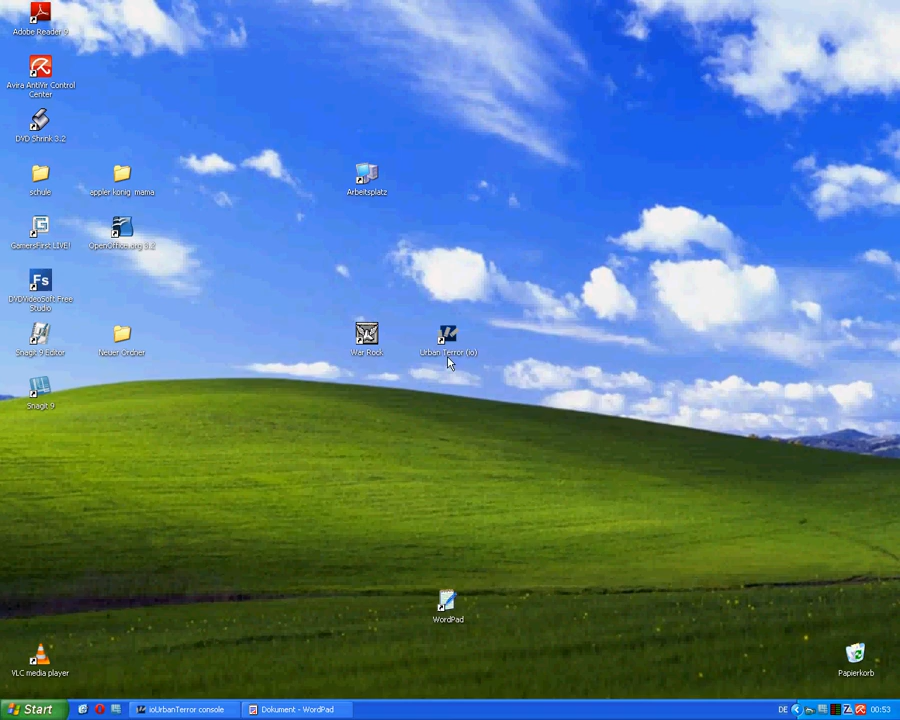 Adobe Reader 9
Avira AntiVir Control
Center
DVD Shrink 3.2
schule
appler könig mama
Arbeitsplatz
GamersFirst LIVE!
OpenOffice.org 3.2
DVDVideoSoft Free
Studio
Snagit 9 Editor
Neuer Ordner
War Rock
Urban Terror (io)
Snagit 9
WordPad
VLC media player
Papierkorb
Start
ioUrbanTerror console
Dokument - WordPad
DE
00:53